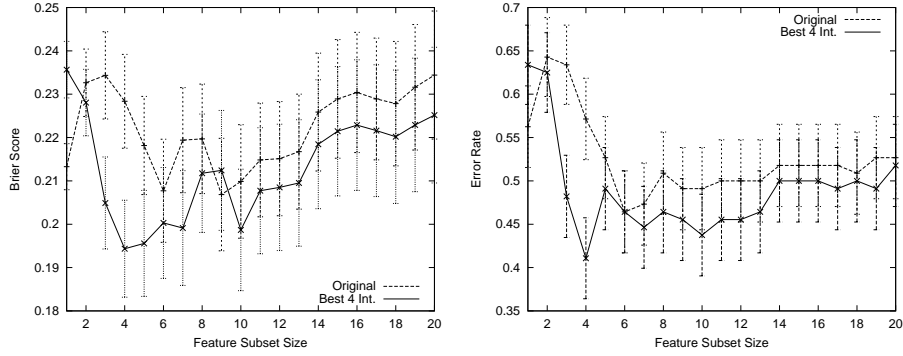 0.25
0.24
0.23
0.22
0.21
0.2
0.19
0.18
Brier Score
2 4 6 8 10 12 14 16 18 20
Feature Subset Size
Original
Best 4 Int.
0.7
0.65
0.6
0.55
0.5
0.45
0.4
0.35
Error Rate
2 4 6 8 10 12 14 16 18 20
Feature Subset Size
Original
Best 4 Int.